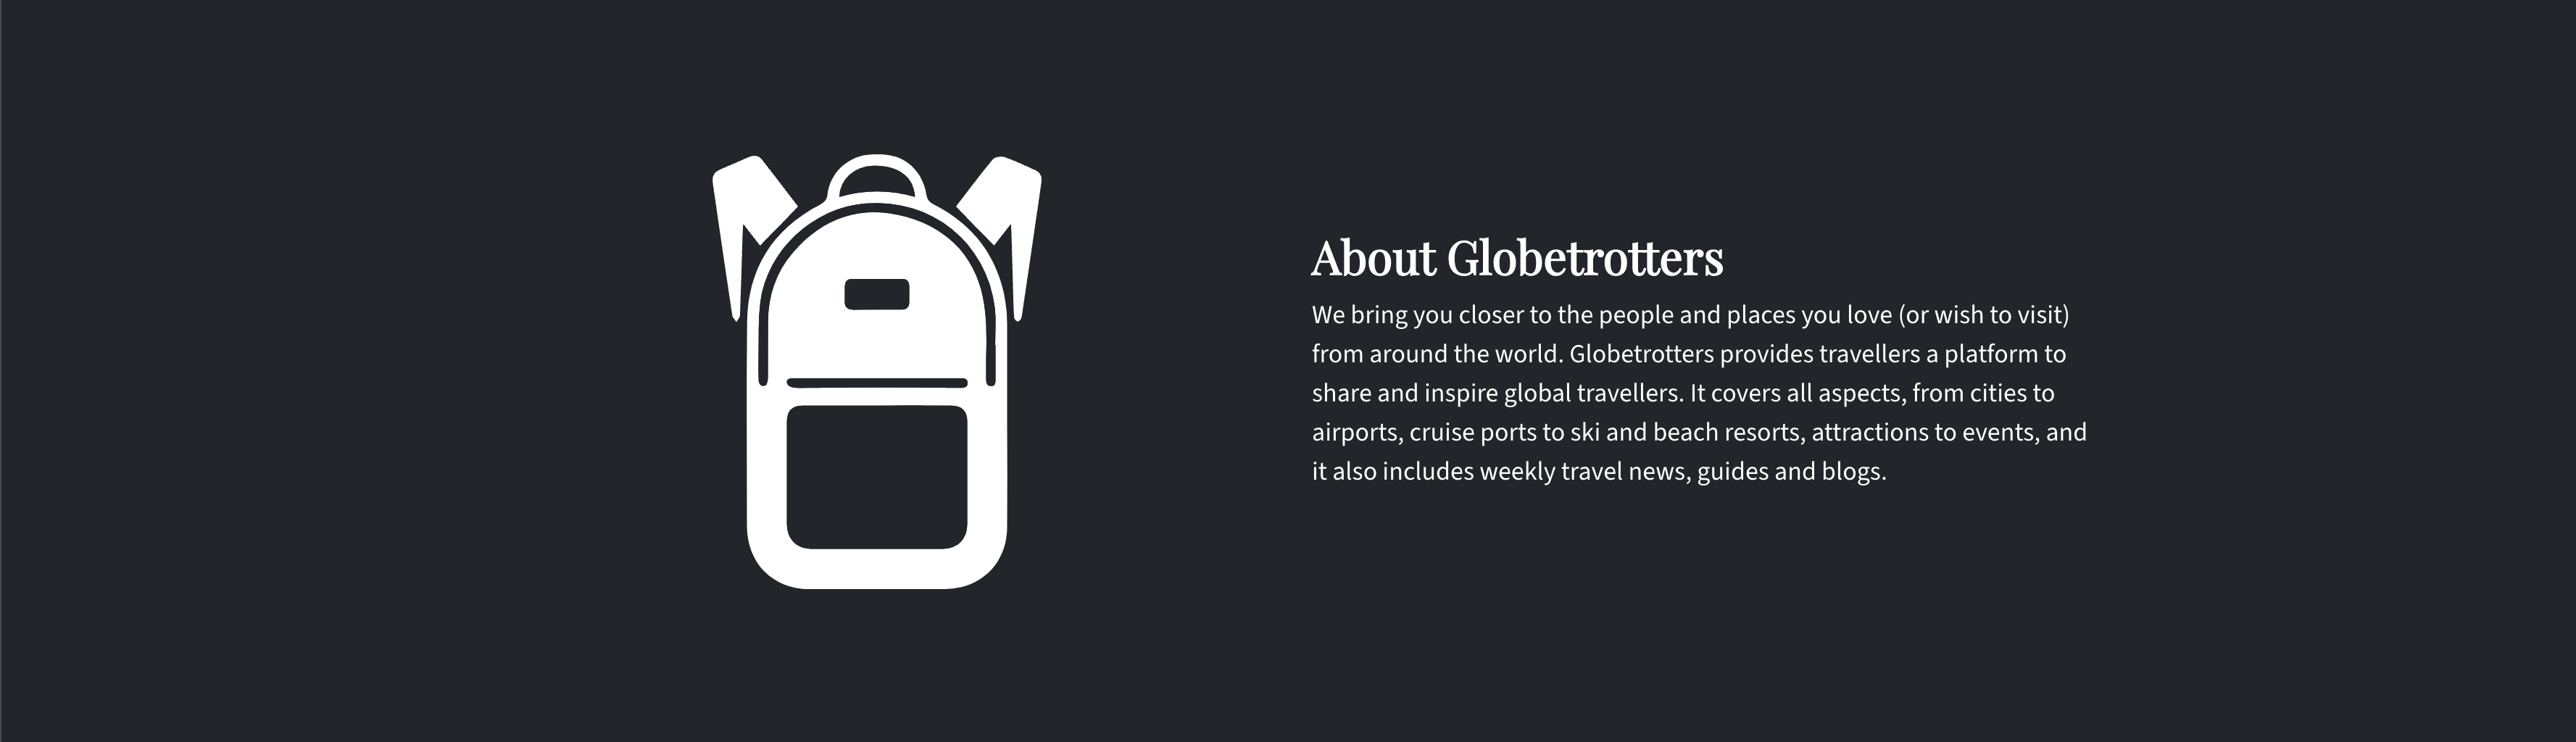 About Globetrotters
We bring you closer to the people and places you love (or wish to visit)
from around the world. Globetrotters provides travellers a platform to
share and inspire global travellers. It covers all aspects, from cities to
airports, cruise ports to ski and beach resorts, attractions to events, and
it also includes weekly travel news, guides and blogs.